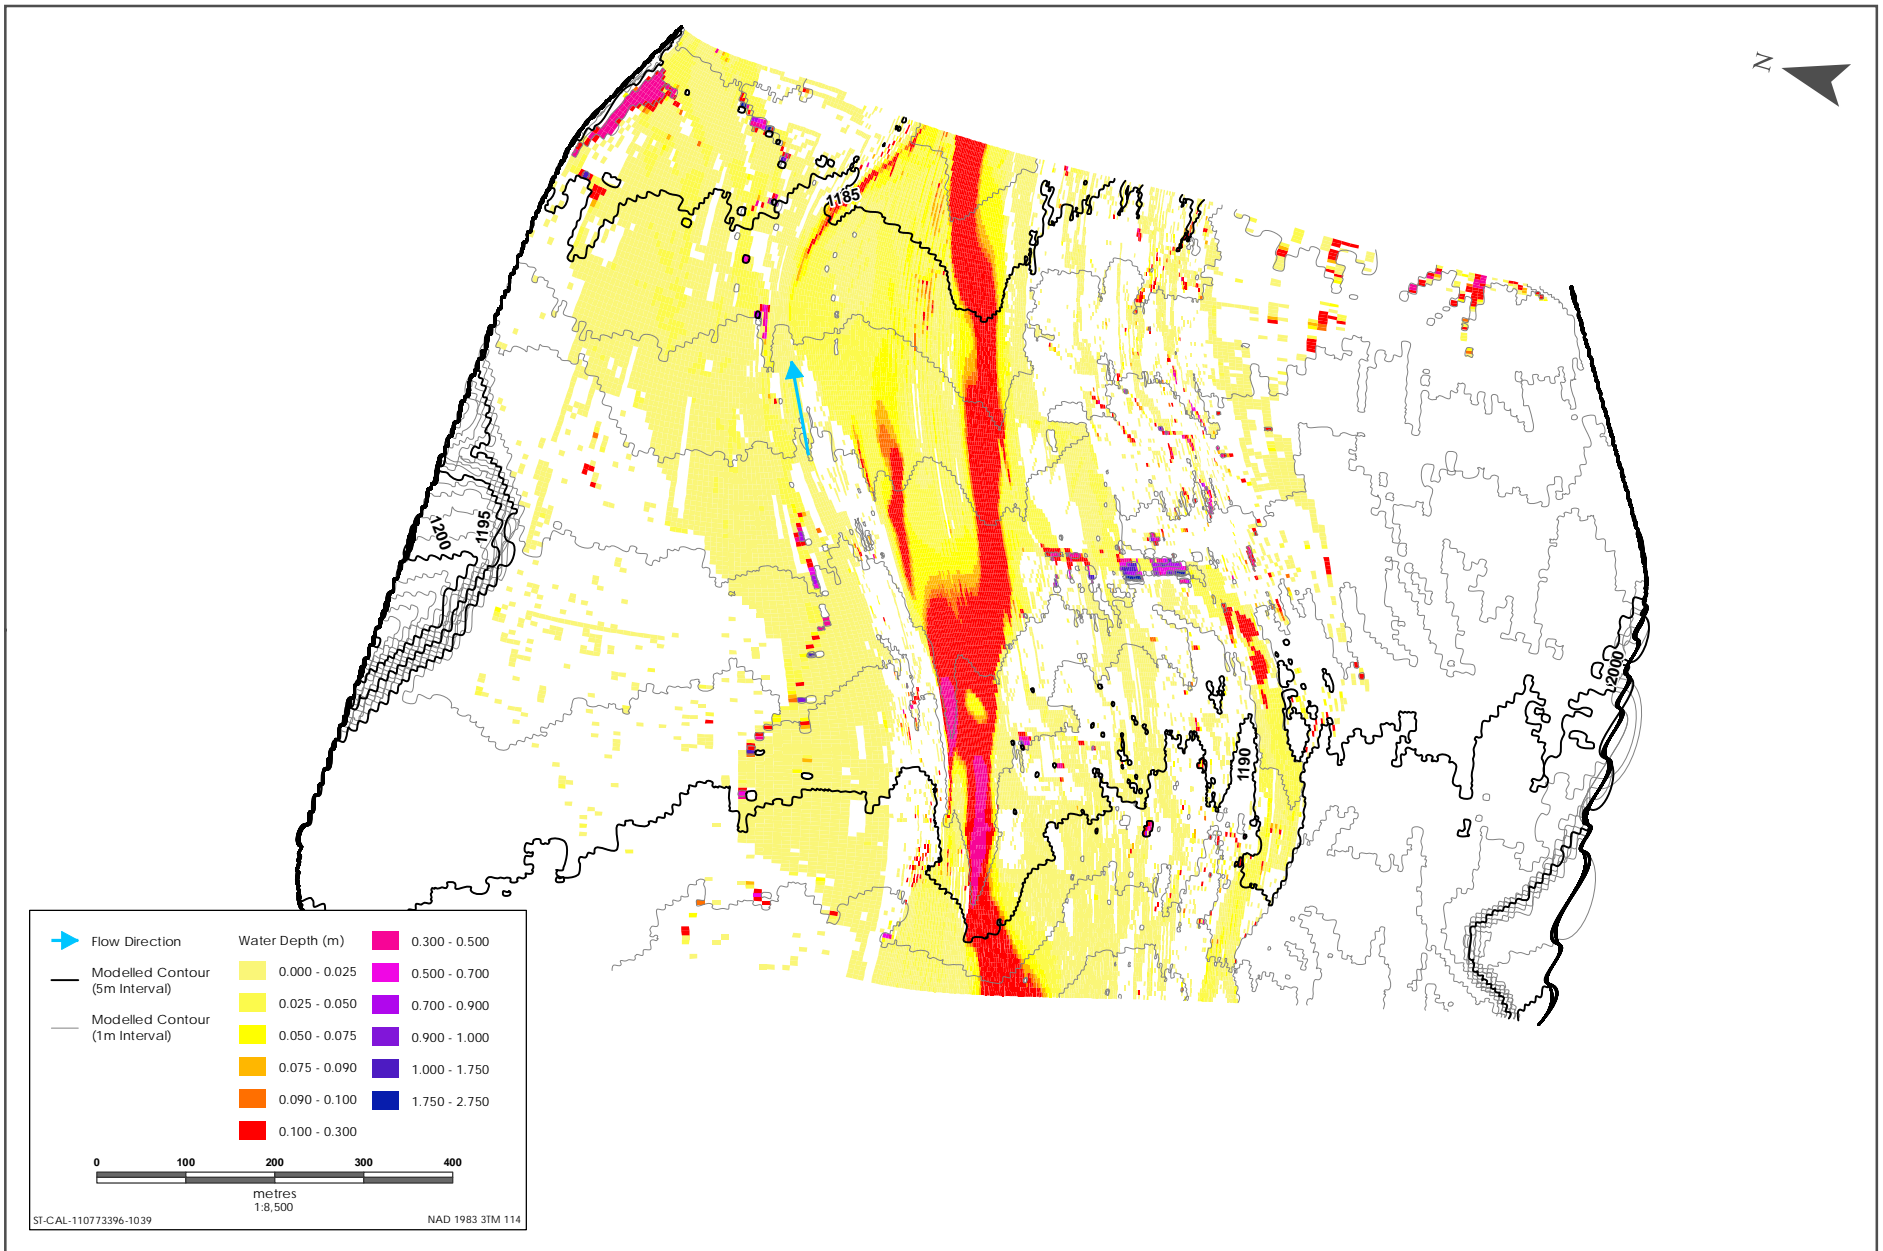 N
1185
1200
1195
1190
2000
Flow Direction
Modelled Contour
(5m Interval)
Modelled Contour
(1m Interval)
Water Depth (m)
0.000 - 0.025
0.025 - 0.050
0.050 - 0.075
0.075 - 0.090
0.090 - 0.100
0.100 - 0.300
0.300 - 0.500
0.500 - 0.700
0.700 - 0.900
0.900 - 1.000
1.000 - 1.750
1.750 - 2.750
0 100 200 300 400
metres
1:8,500
ST-CAL-110773396-1039
NAD 1983 3TM 114